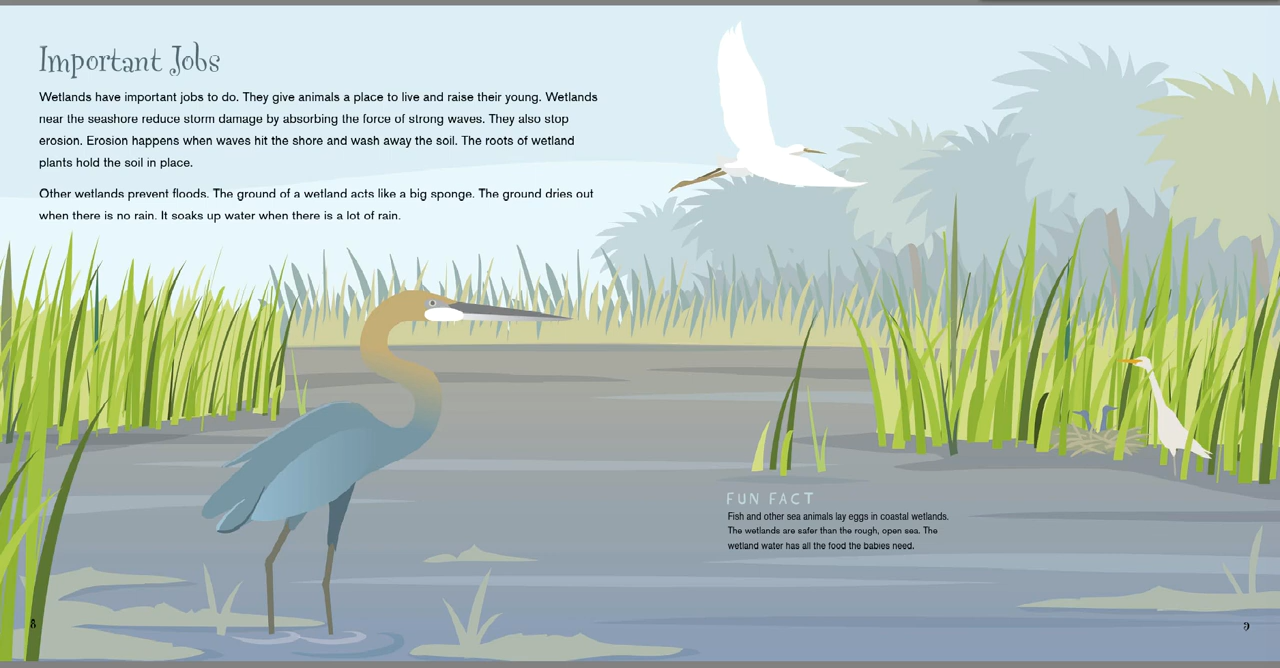 Important Jobs
Wetlands have important jobs to do. They give animals a place to live and raise their young. Wetlands
near the seashore reduce storm damage by absorbing the force of strong waves. They also stop
erosion. Erosion happens when waves hit the shore and wash away the soil. The roots of wetland
plants hold the soil in place.
Other wetlands prevent floods. The ground of a wetland acts like a big sponge. The ground dries out
when there is no rain. It soaks up water when there is a lot of rain.
FUN FACT
Fish and other sea animals lay eggs in coastal wetlands.
The wetlands are safer than the rough, open sea. The
wetland water has all the food the babies need.
8
9